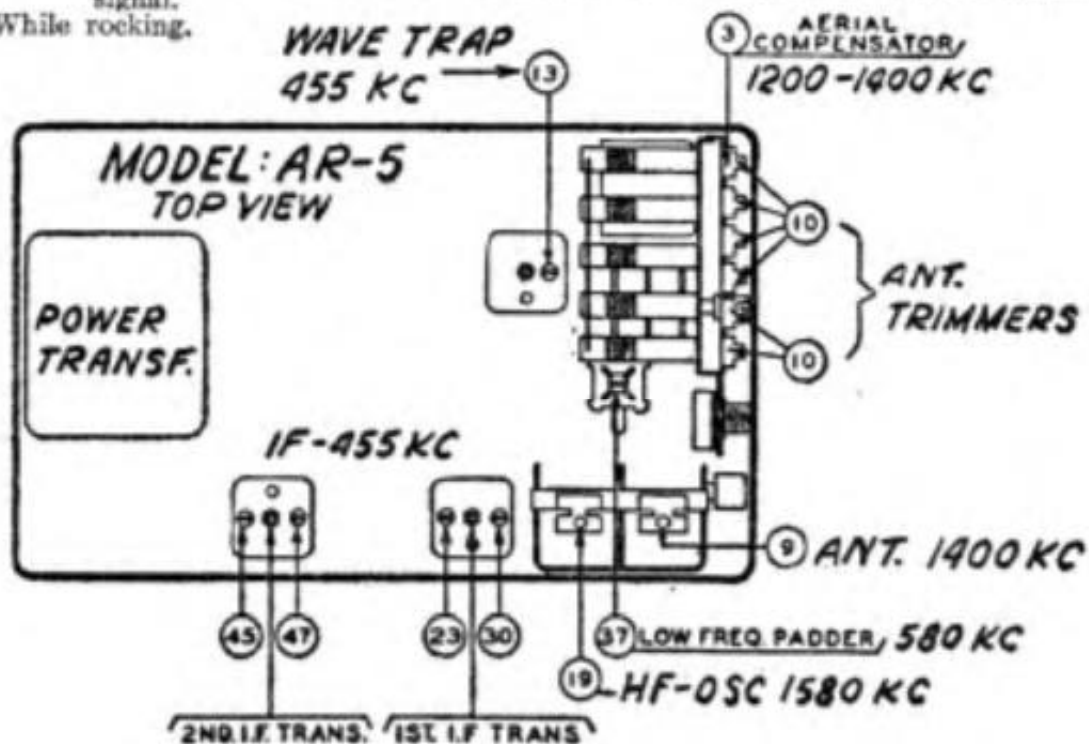 signal.
While rocking.
WAVE TRAP
455 KC
13
3
AERIAL
COMPENSATOR
1200-1400 KC
MODEL: AR-5
TOP VIEW
10
ANT.
TRIMMERS
10
POWER
TRANSF.
IF-455 KC
9 ANT. 1400 KC
45
47
23
30
37 LOW FREQ. PADDER 580 KC
19 HF-OSC 1580 KC
2ND. I.F. TRANS.
1ST. I.F TRANS